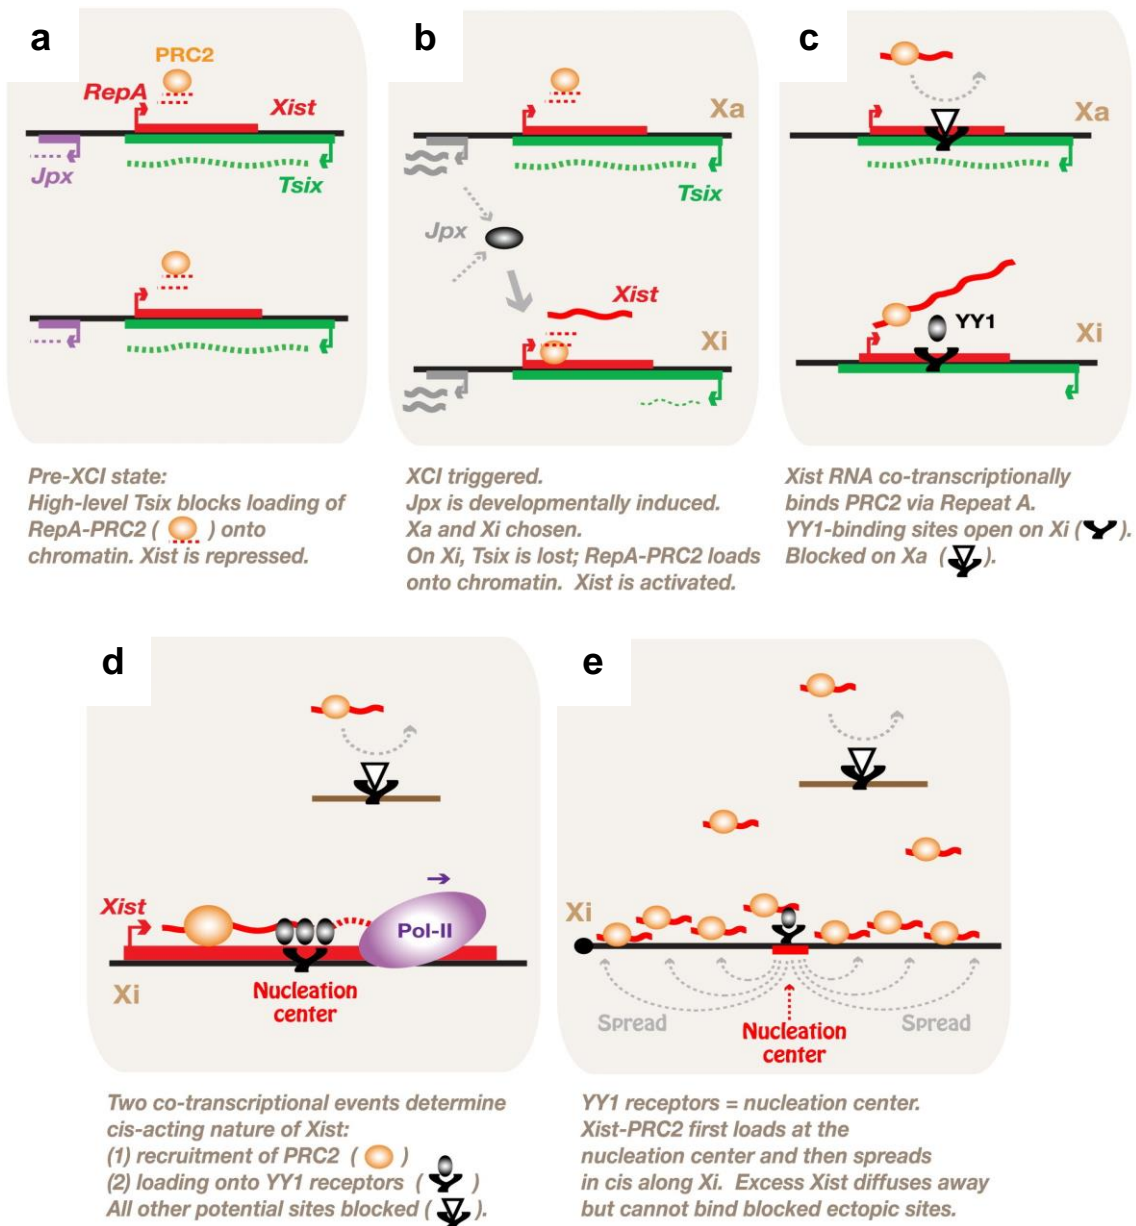 a
PRC2
RepA
Xist
Jpx
Tsix
Pre-XCI state:
High-level Tsix blocks loading of
RepA-PRC2 ( ) onto
chromatin. Xist is repressed.
b
Xa
Tsix
Jpx
Xist
Xi
XCI triggered.
Jpx is developmentally induced.
Xa and Xi chosen.
On Xi, Tsix is lost; RepA-PRC2 loads
onto chromatin. Xist is activated.
c
Xa
YY1
Xi
Xist RNA co-transcriptionally
binds PRC2 via Repeat A.
YY1-binding sites open on Xi ( ).
Blocked on Xa ( ).
d
Xist
Pol-II
Xi
Nucleation
center
Two co-transcriptional events determine
cis-acting nature of Xist:
(1) recruitment of PRC2 ( )
(2) loading onto YY1 receptors ( )
All other potential sites blocked ( ).
e
Xi
Spread
Spread
Nucleation
center
YY1 receptors = nucleation center.
Xist-PRC2 first loads at the
nucleation center and then spreads
in cis along Xi. Excess Xist diffuses away
but cannot bind blocked ectopic sites.